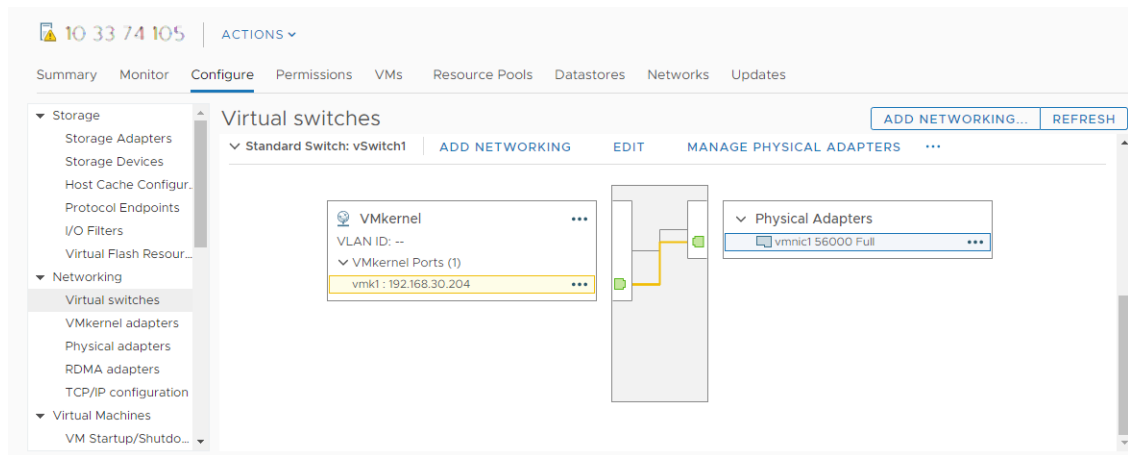 10 33 74 105 ACTIONS
Summary Monitor Configure Permissions VMs Resource Pools Datastores Networks Updates
Storage
Storage Adapters
Storage Devices
Host Cache Configur..
Protocol Endpoints
I/O Filters
Virtual Flash Resour...
Networking
Virtual switches
VMkernel adapters
Physical adapters
RDMA adapters
TCP/IP configuration
Virtual Machines
VM Startup/Shutdo...
Virtual switches
ADD NETWORKING... REFRESH
Standard Switch: vSwitch1 ADD NETWORKING EDIT MANAGE PHYSICAL ADAPTERS ...
VMkernel ...
VLAN ID: --
VMkernel Ports (1)
vmk1 : 192.168.30.204 ...
Physical Adapters
vmnic1 56000 Full ...